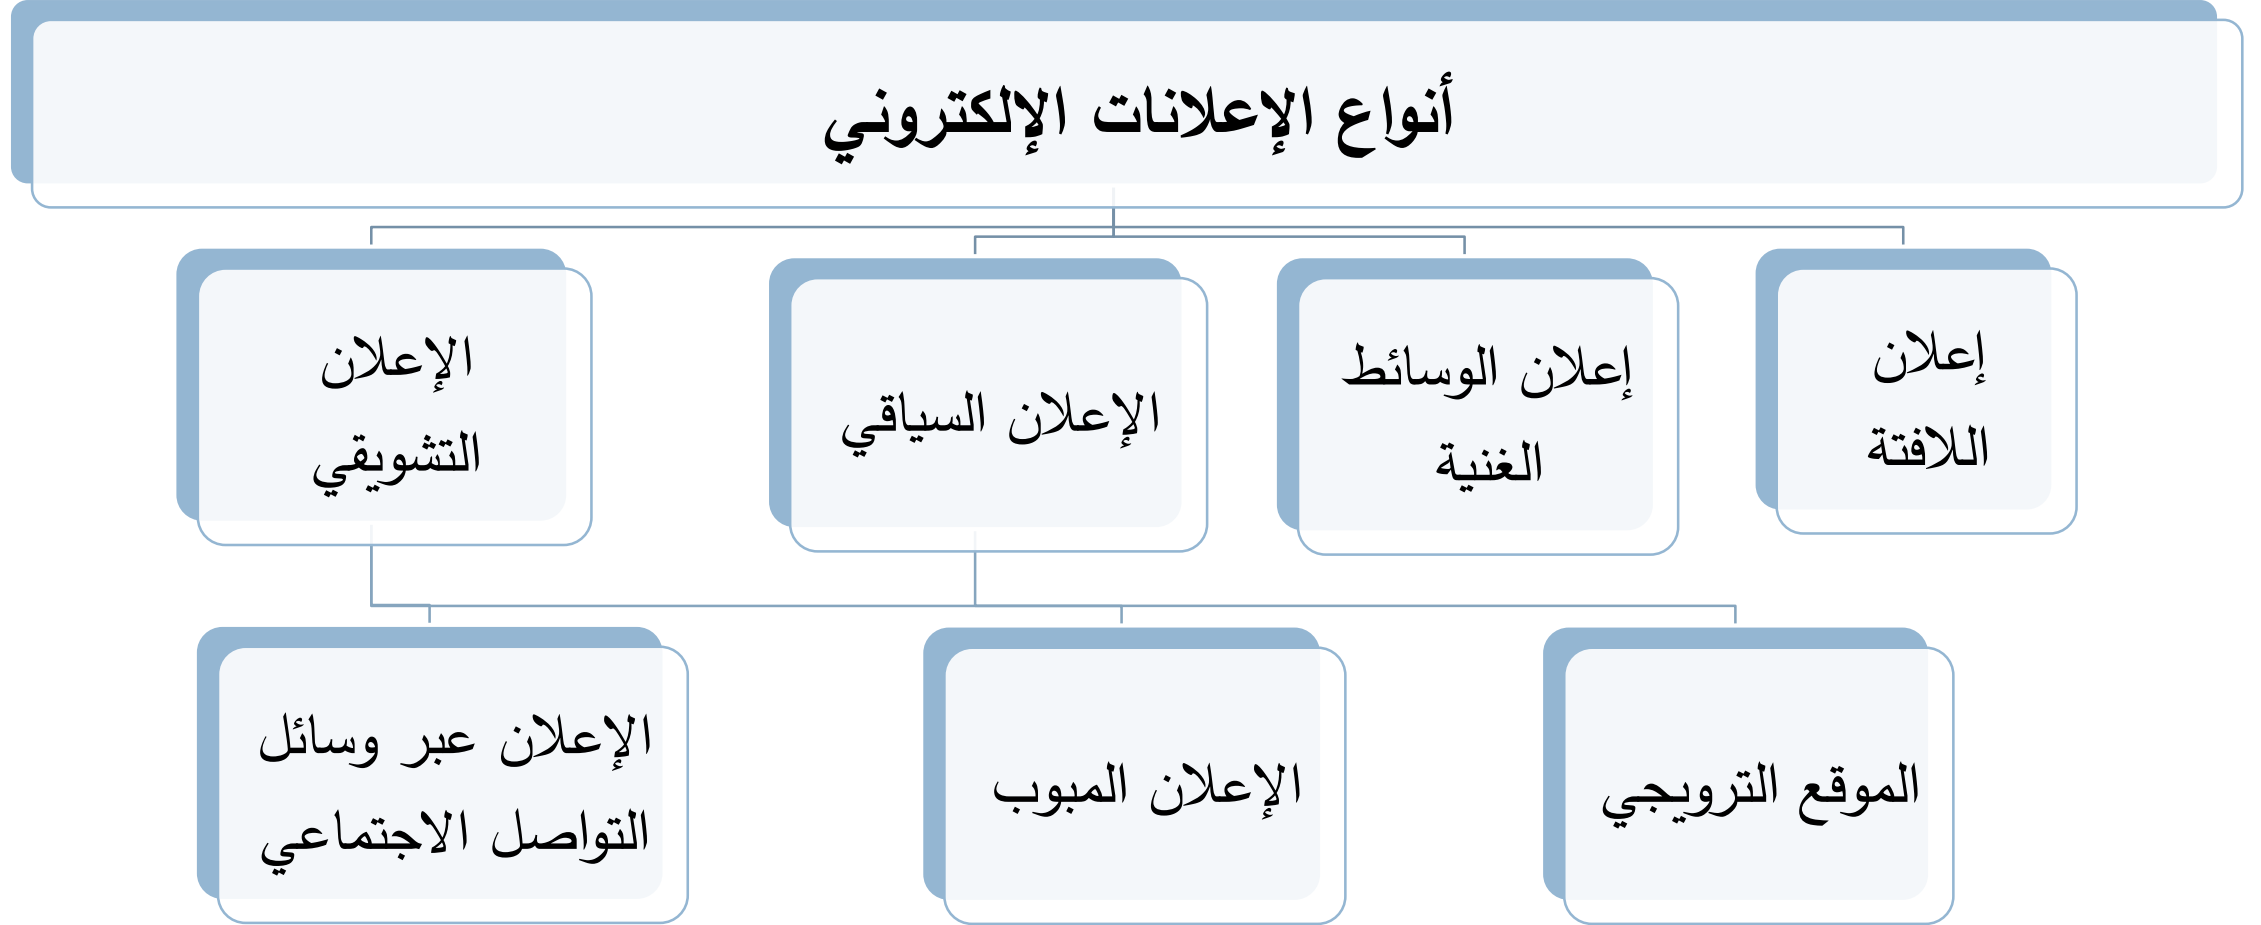 أنواع الإعلانات الإلكتروني
إعلان
اللافتة
إعلان الوسائط
الغنية
الإعلان السياقي
الإعلان
التشويقي
الموقع الترويجي
الإعلان المبوب
الإعلان عبر وسائل
التواصل الاجتماعي